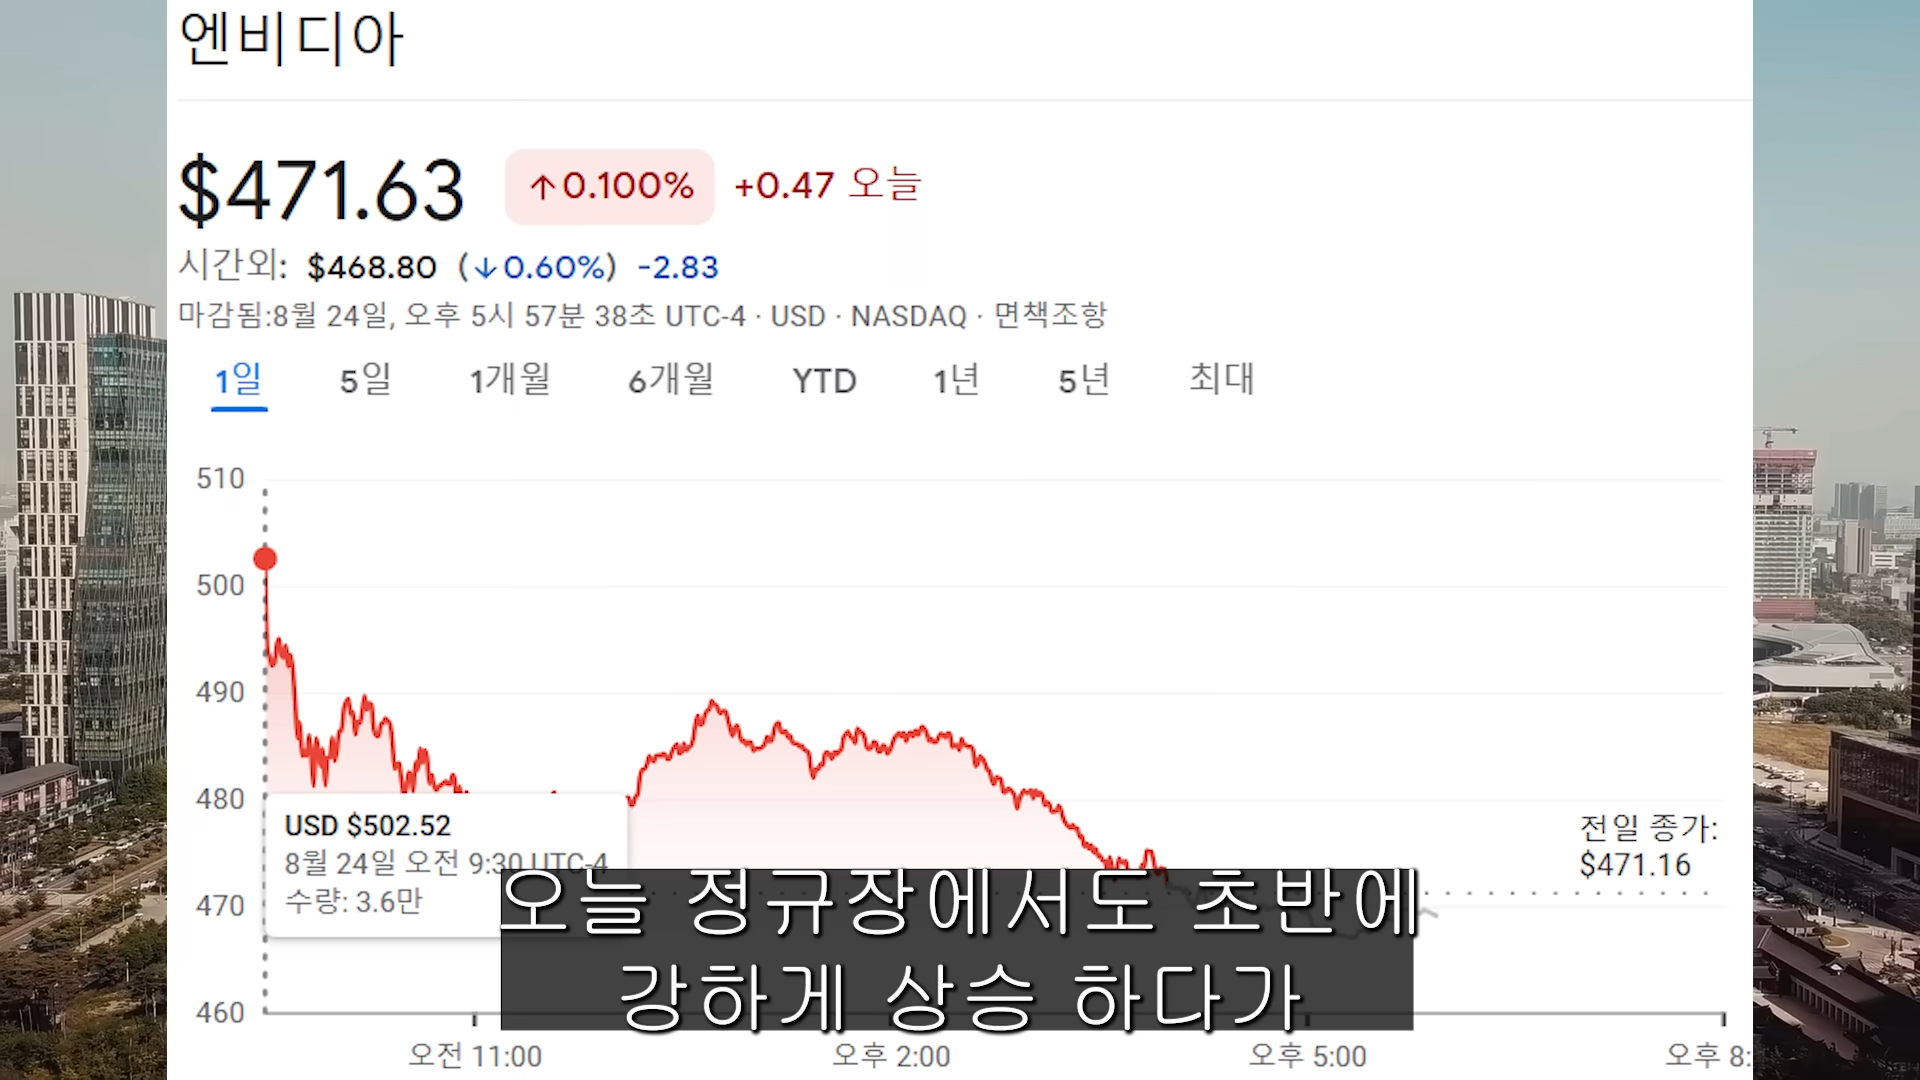 엔비디아
$471.63 ↑0.100% +0.47 오늘
시간외: $468.80 (↓0.60%) -2.83
마감됨:8월 24일, 오후 5시 57분 38초 UTC-4 · USD · NASDAQ · 면책조항
1일 5일 1개월 6개월 YTD 1년 5년 최대
510
500
490
480
470
460
USD $502.52
8월 24일 오전 9:30 UTC-4
수량: 3.6만
전일 종가:
$471.16
오늘 정규장에서도 초반에
강하게 상승 하다가
오전 11:00 오후 2:00 오후 5:00 오후 8: